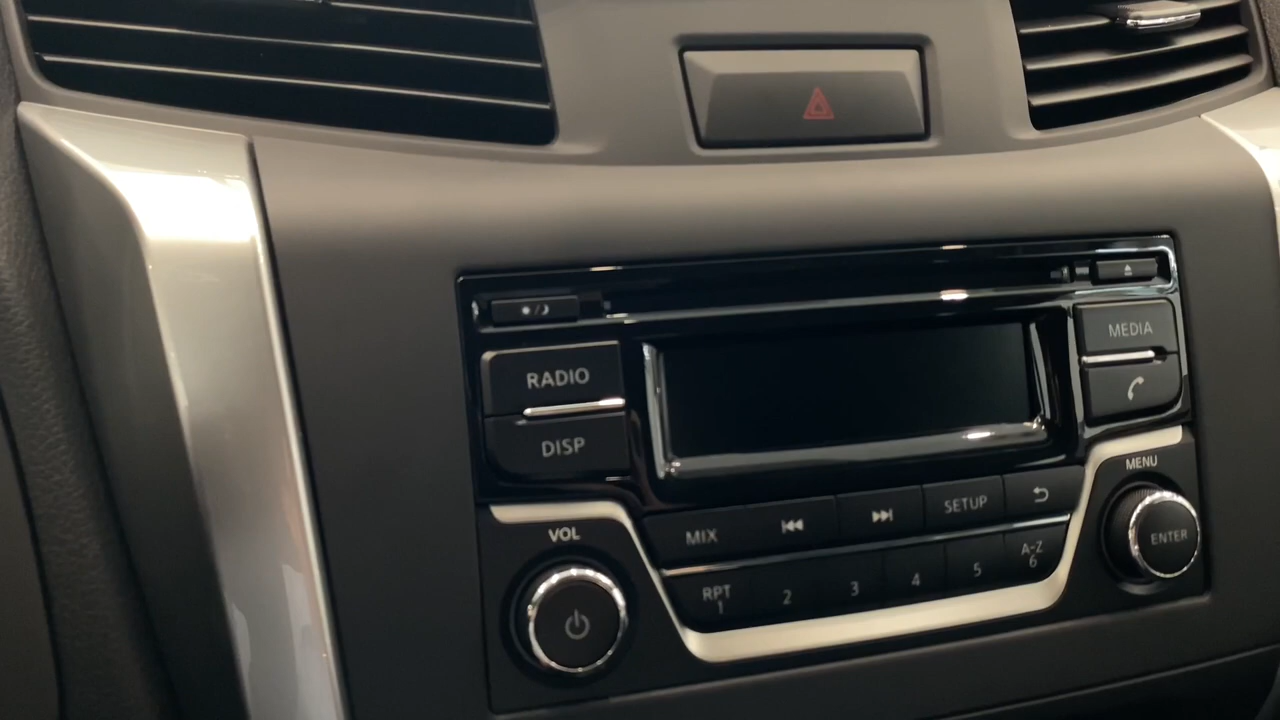 MEDIA
RADIO
DISP
MENU
SETUP
MIX
VOL
ENTER
A-Z
RPT
1
2
3
4
5
6